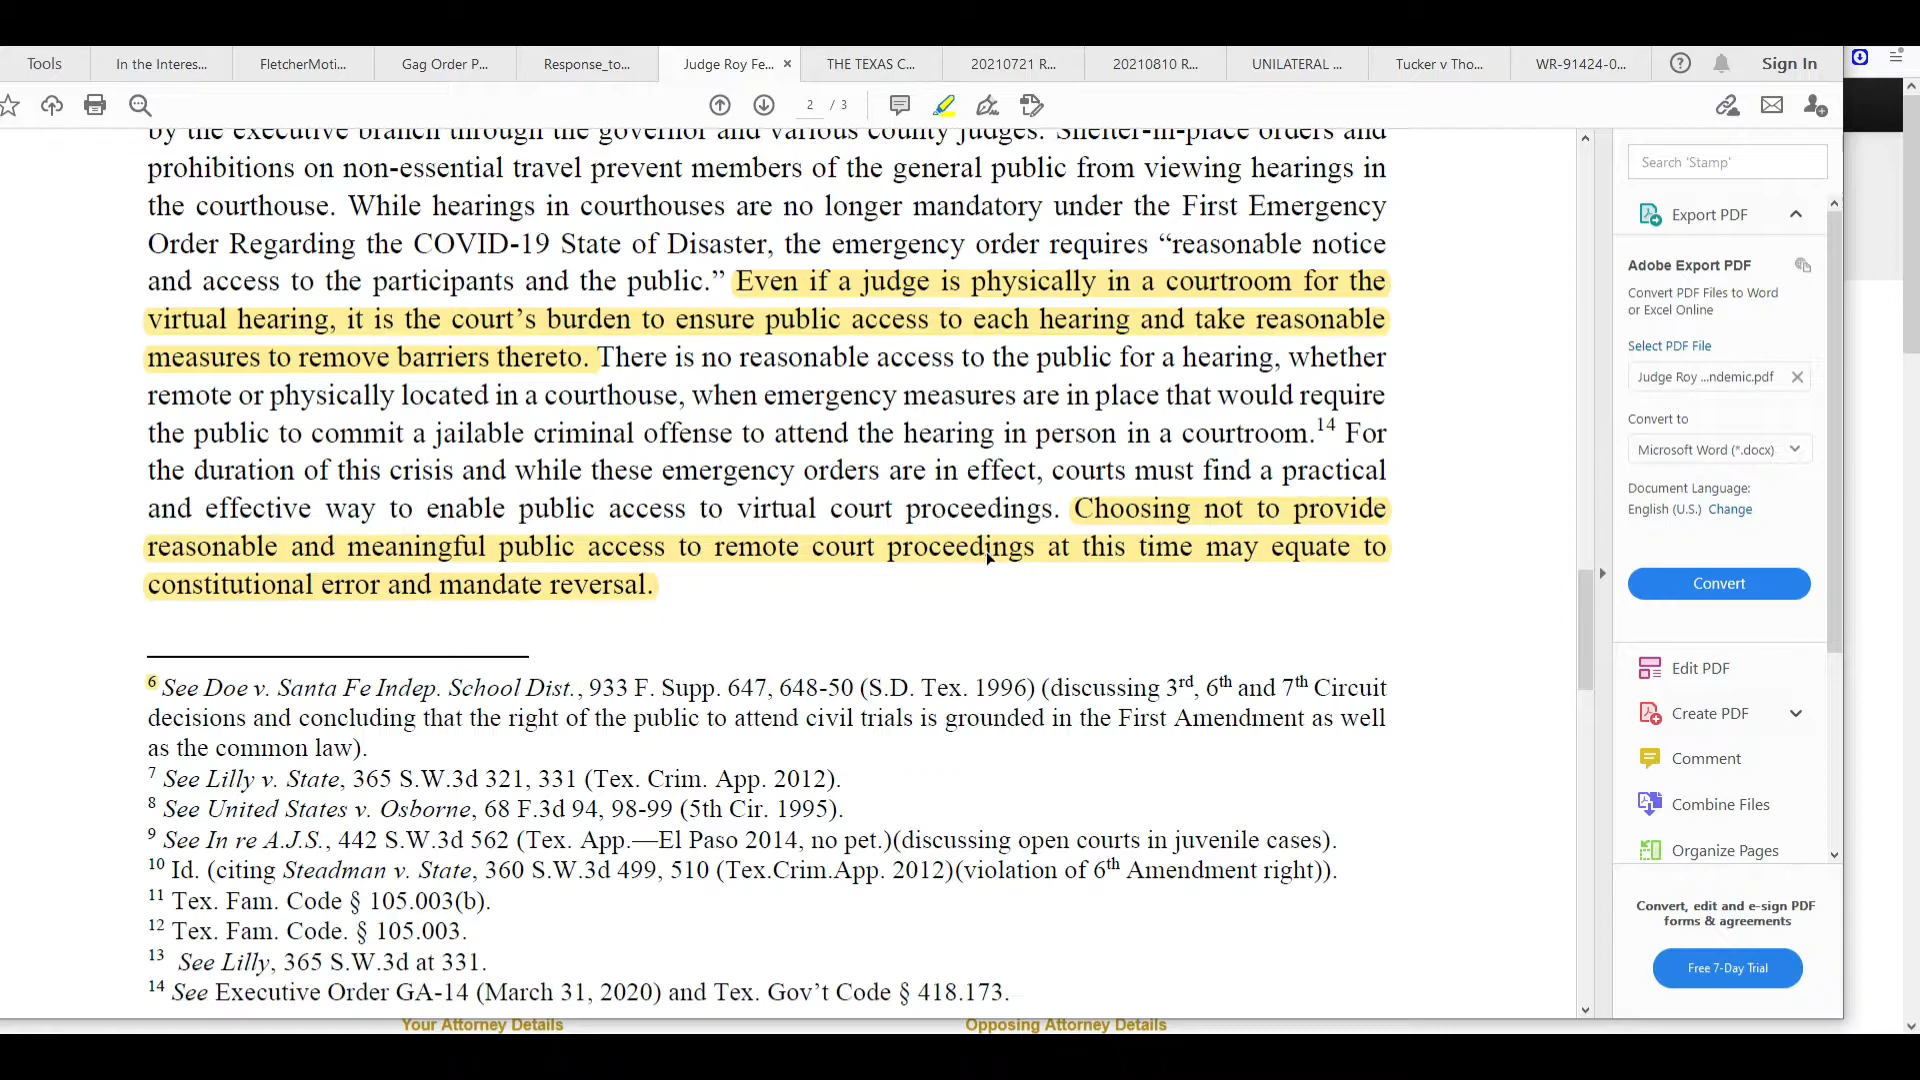 Tools
In the Interes...
FletcherMoti...
Gag Order P...
Response_to...
Judge Roy Fe... ×
THE TEXAS C...
20210721 R...
20210810 R...
UNILATERAL ...
Tucker v Tho...
WR-91424-0...
Sign In
2 / 3
by the executive branch through the governor and various county judges. Shelter-in-place orders and
prohibitions on non-essential travel prevent members of the general public from viewing hearings in
the courthouse. While hearings in courthouses are no longer mandatory under the First Emergency
Order Regarding the COVID-19 State of Disaster, the emergency order requires “reasonable notice
and access to the participants and the public.” Even if a judge is physically in a courtroom for the
virtual hearing, it is the court’s burden to ensure public access to each hearing and take reasonable
measures to remove barriers thereto. There is no reasonable access to the public for a hearing, whether
remote or physically located in a courthouse, when emergency measures are in place that would require
the public to commit a jailable criminal offense to attend the hearing in person in a courtroom.14 For
the duration of this crisis and while these emergency orders are in effect, courts must find a practical
and effective way to enable public access to virtual court proceedings. Choosing not to provide
reasonable and meaningful public access to remote court proceedings at this time may equate to
constitutional error and mandate reversal.
6 See Doe v. Santa Fe Indep. School Dist., 933 F. Supp. 647, 648-50 (S.D. Tex. 1996) (discussing 3rd, 6th and 7th Circuit
decisions and concluding that the right of the public to attend civil trials is grounded in the First Amendment as well
as the common law).
7 See Lilly v. State, 365 S.W.3d 321, 331 (Tex. Crim. App. 2012).
8 See United States v. Osborne, 68 F.3d 94, 98-99 (5th Cir. 1995).
9 See In re A.J.S., 442 S.W.3d 562 (Tex. App.—El Paso 2014, no pet.)(discussing open courts in juvenile cases).
10 Id. (citing Steadman v. State, 360 S.W.3d 499, 510 (Tex.Crim.App. 2012)(violation of 6th Amendment right)).
11 Tex. Fam. Code § 105.003(b).
12 Tex. Fam. Code. § 105.003.
13 See Lilly, 365 S.W.3d at 331.
14 See Executive Order GA-14 (March 31, 2020) and Tex. Gov’t Code § 418.173.
Your Attorney Details
Opposing Attorney Details
Search 'Stamp'
Export PDF
Adobe Export PDF
Convert PDF Files to Word
or Excel Online
Select PDF File
Judge Roy ...ndemic.pdf
Convert to
Microsoft Word (*.docx)
Document Language:
English (U.S.) Change
Convert
Edit PDF
Create PDF
Comment
Combine Files
Organize Pages
Convert, edit and e-sign PDF
forms & agreements
Free 7-Day Trial